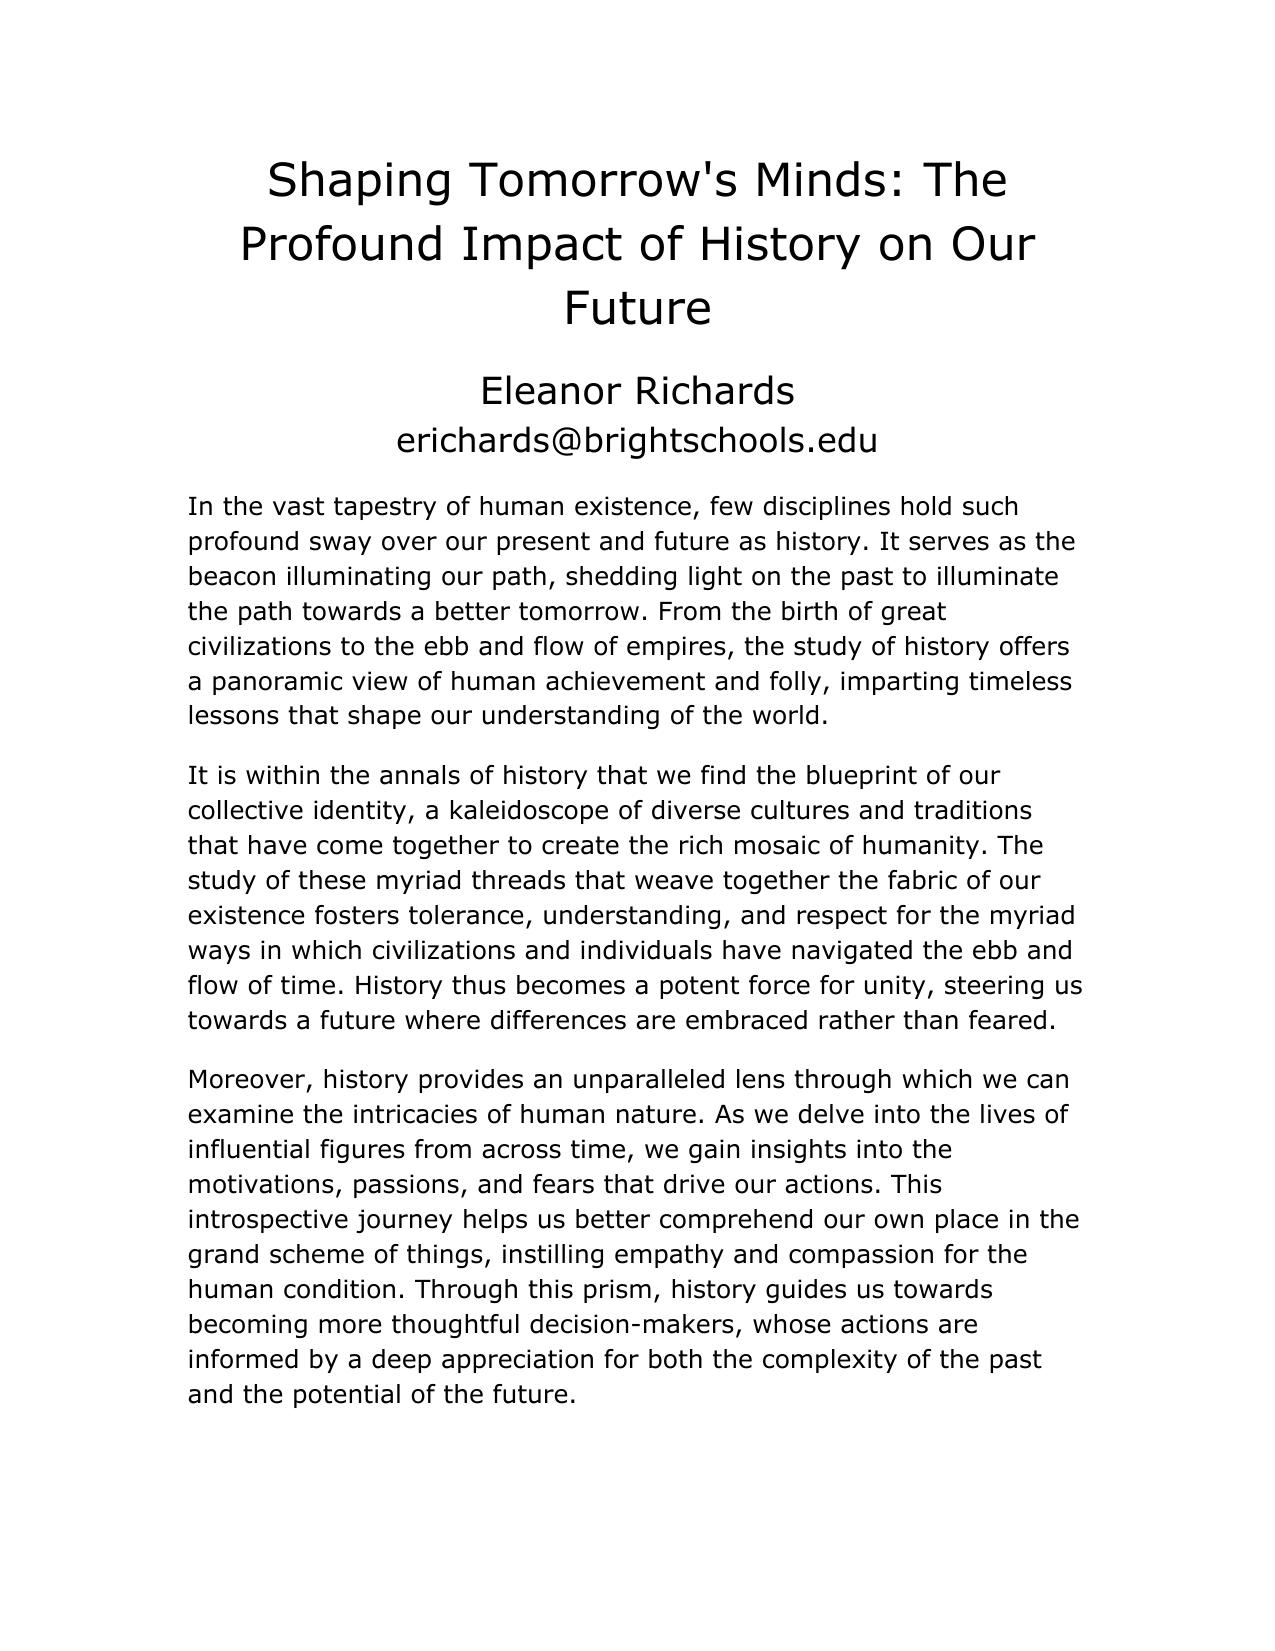 Shaping Tomorrow's Minds: The
Profound Impact of History on Our
Future
Eleanor Richards
erichards@brightschools.edu
In the vast tapestry of human existence, few disciplines hold such
profound sway over our present and future as history. It serves as the
beacon illuminating our path, shedding light on the past to illuminate
the path towards a better tomorrow. From the birth of great
civilizations to the ebb and flow of empires, the study of history offers
a panoramic view of human achievement and folly, imparting timeless
lessons that shape our understanding of the world.
It is within the annals of history that we find the blueprint of our
collective identity, a kaleidoscope of diverse cultures and traditions
that have come together to create the rich mosaic of humanity. The
study of these myriad threads that weave together the fabric of our
existence fosters tolerance, understanding, and respect for the myriad
ways in which civilizations and individuals have navigated the ebb and
flow of time. History thus becomes a potent force for unity, steering us
towards a future where differences are embraced rather than feared.
Moreover, history provides an unparalleled lens through which we can
examine the intricacies of human nature. As we delve into the lives of
influential figures from across time, we gain insights into the
motivations, passions, and fears that drive our actions. This
introspective journey helps us better comprehend our own place in the
grand scheme of things, instilling empathy and compassion for the
human condition. Through this prism, history guides us towards
becoming more thoughtful decision-makers, whose actions are
informed by a deep appreciation for both the complexity of the past
and the potential of the future.